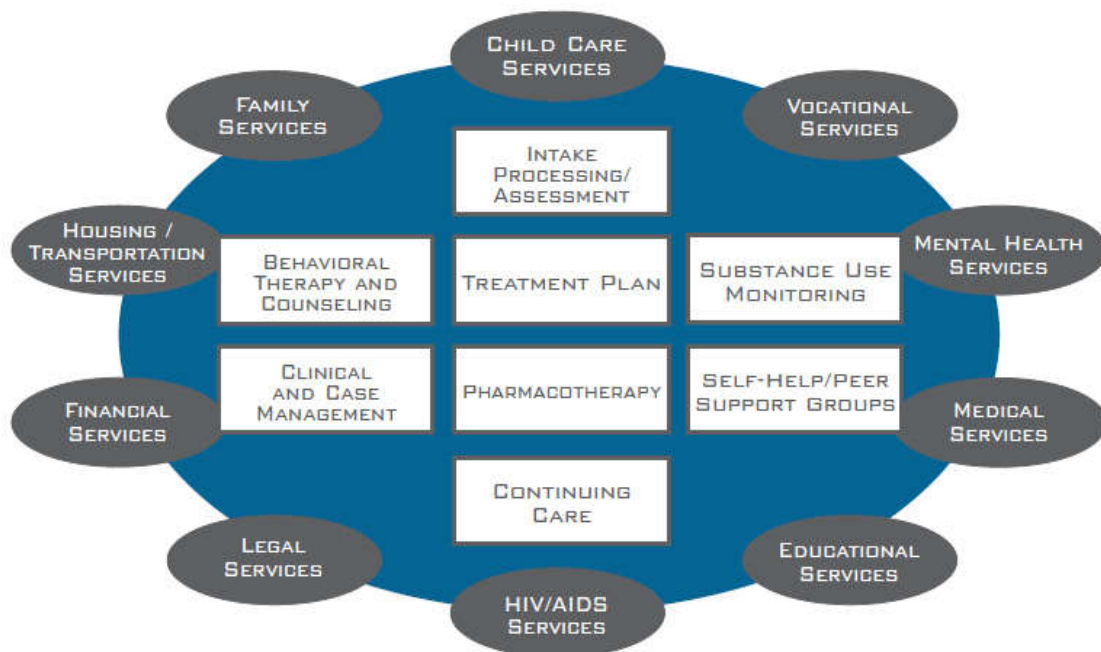 Child Care
Services
Family
Services
Vocational
Services
Intake
Processing/
Assessment
Housing /
Transportation
Services
Behavioral
Therapy and
Counseling
Treatment Plan
Substance Use
Monitoring
Mental Health
Services
Financial
Services
Clinical
and Case
Management
Pharmacotherapy
Self-Help/Peer
Support Groups
Medical
Services
Continuing
Care
Legal
Services
Educational
Services
HIV/AIDS
Services